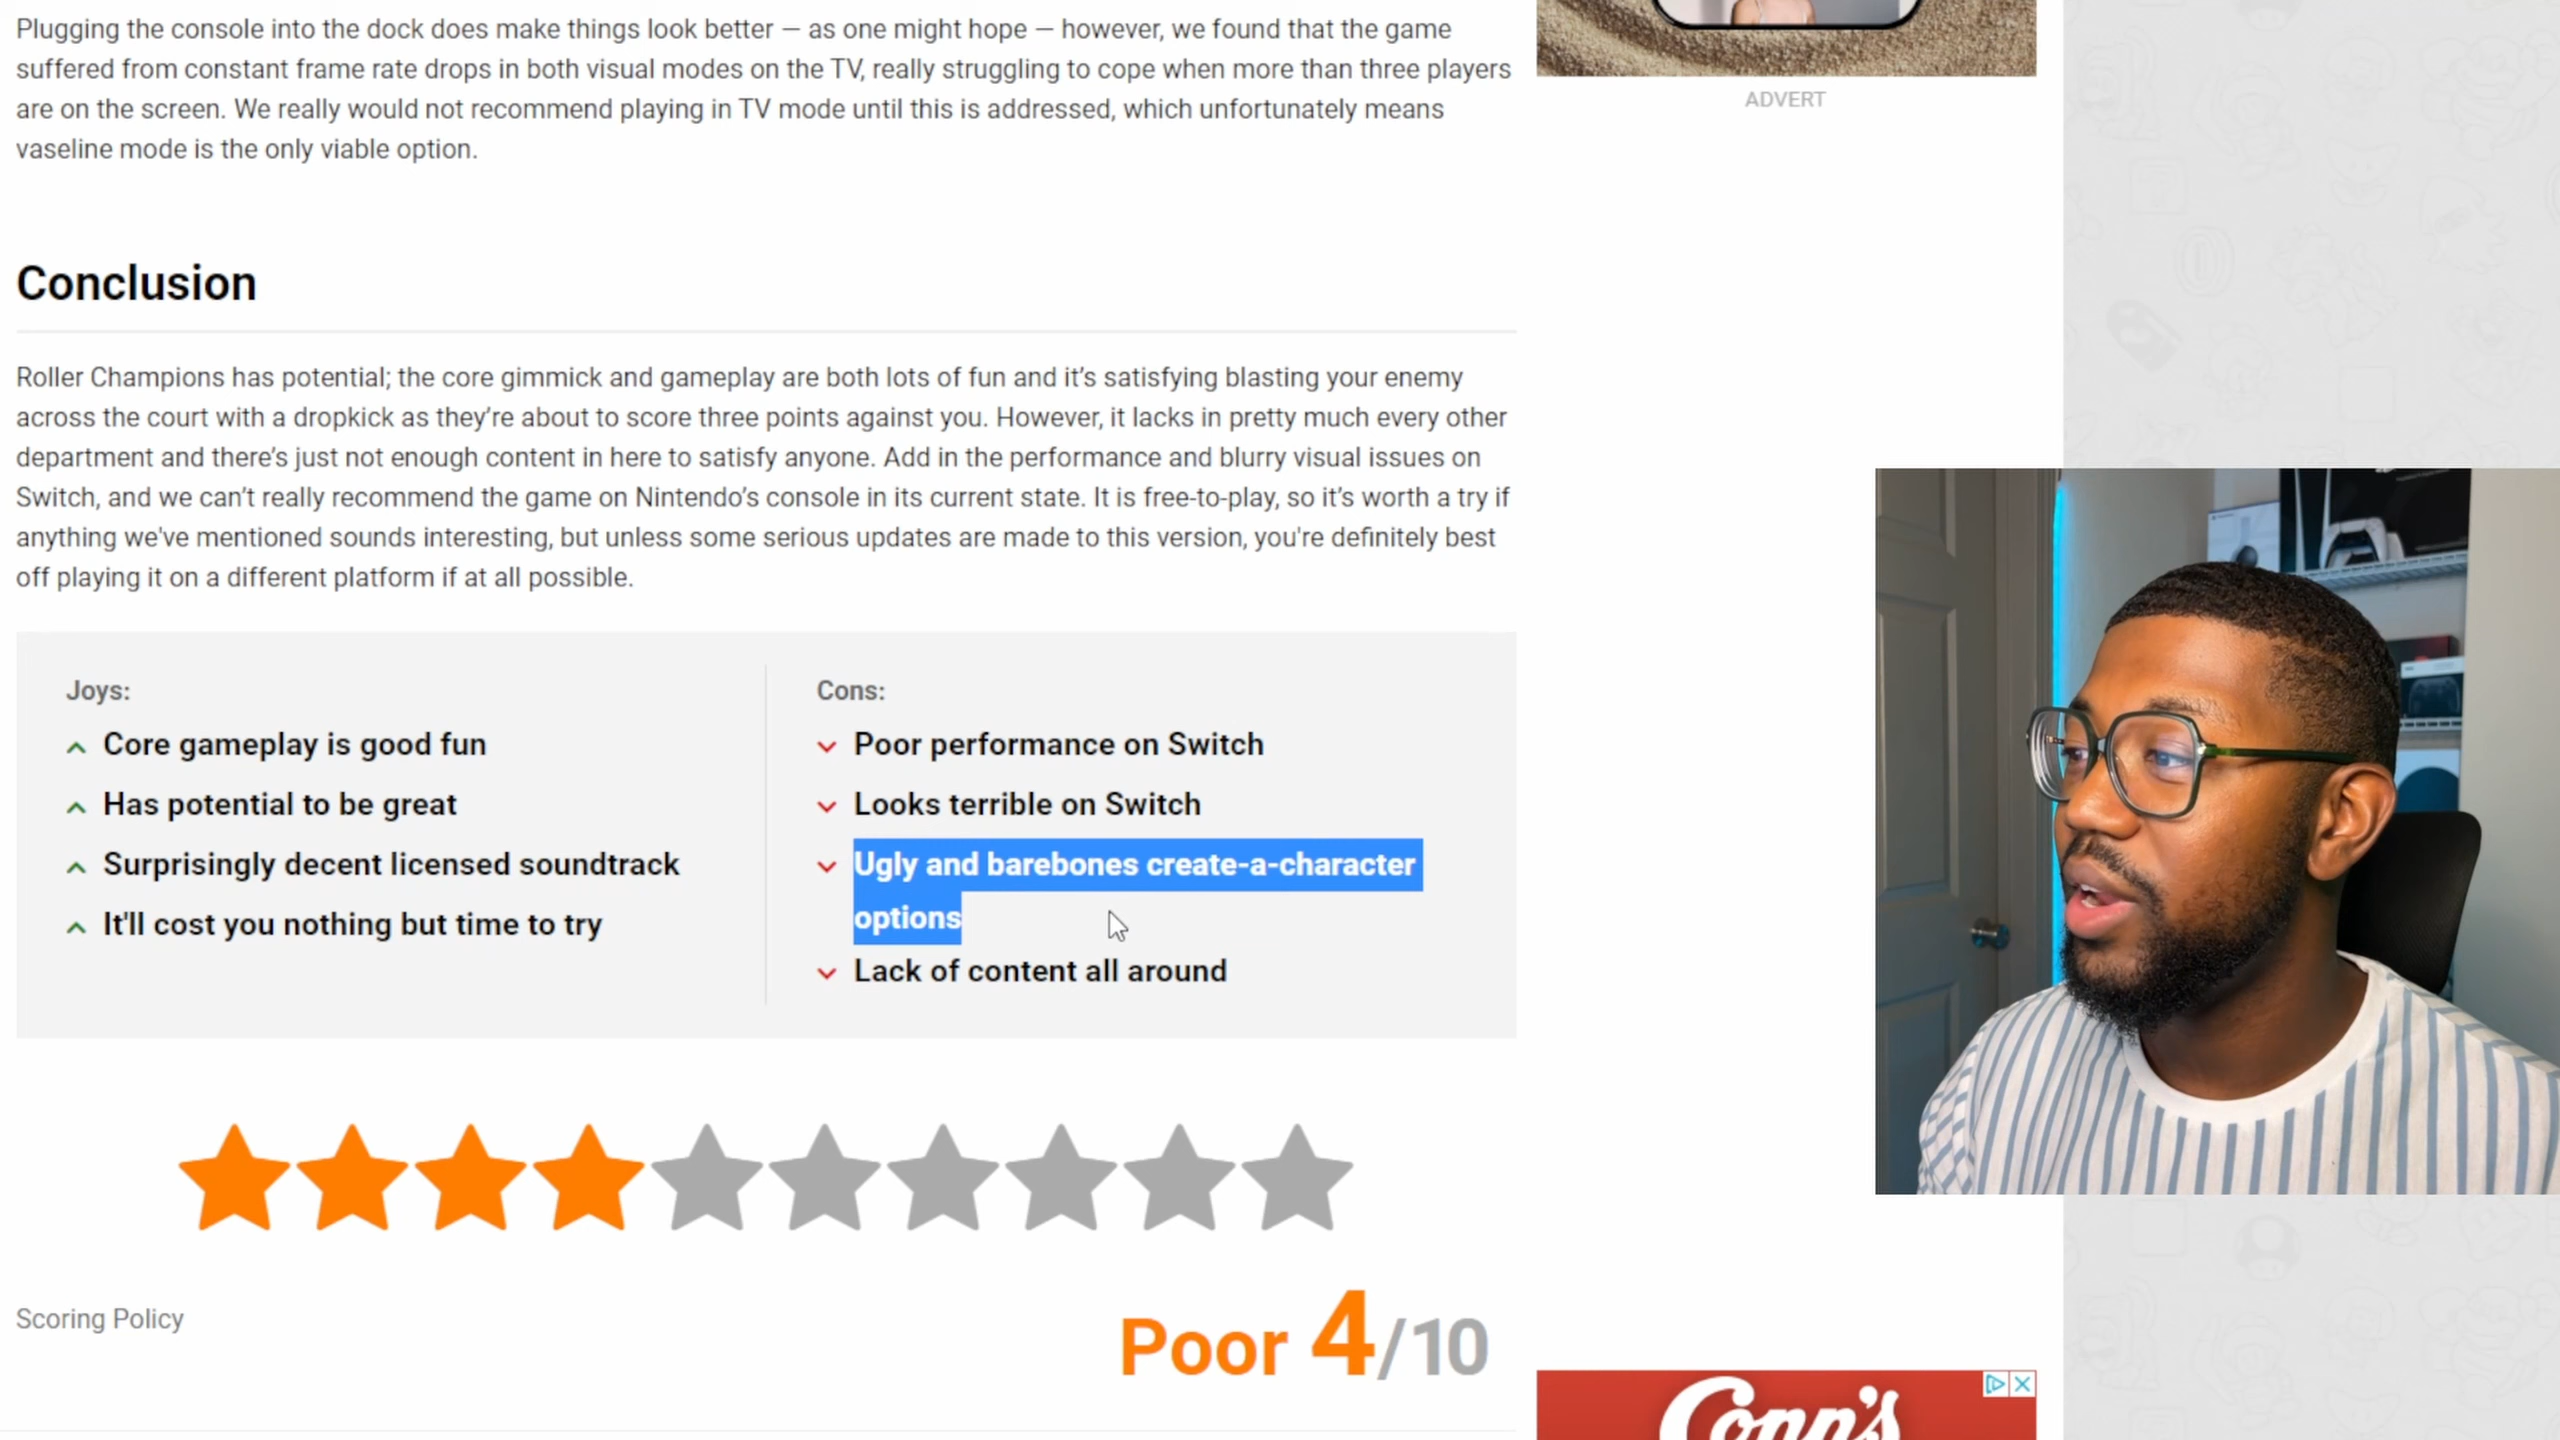 Plugging the console into the dock does make things look better — as one might hope — however, we found that the game
suffered from constant frame rate drops in both visual modes on the TV, really struggling to cope when more than three players
are on the screen. We really would not recommend playing in TV mode until this is addressed, which unfortunately means
vaseline mode is the only viable option.
ADVERT
Conclusion
Roller Champions has potential; the core gimmick and gameplay are both lots of fun and it’s satisfying blasting your enemy
across the court with a dropkick as they’re about to score three points against you. However, it lacks in pretty much every other
department and there’s just not enough content in here to satisfy anyone. Add in the performance and blurry visual issues on
Switch, and we can’t really recommend the game on Nintendo’s console in its current state. It is free-to-play, so it’s worth a try if
anything we've mentioned sounds interesting, but unless some serious updates are made to this version, you're definitely best
off playing it on a different platform if at all possible.
Joys:
Core gameplay is good fun
Has potential to be great
Surprisingly decent licensed soundtrack
It'll cost you nothing but time to try
Cons:
Poor performance on Switch
Looks terrible on Switch
Ugly and barebones create-a-character
options
Lack of content all around
Scoring Policy
Poor 4/10
Conn's